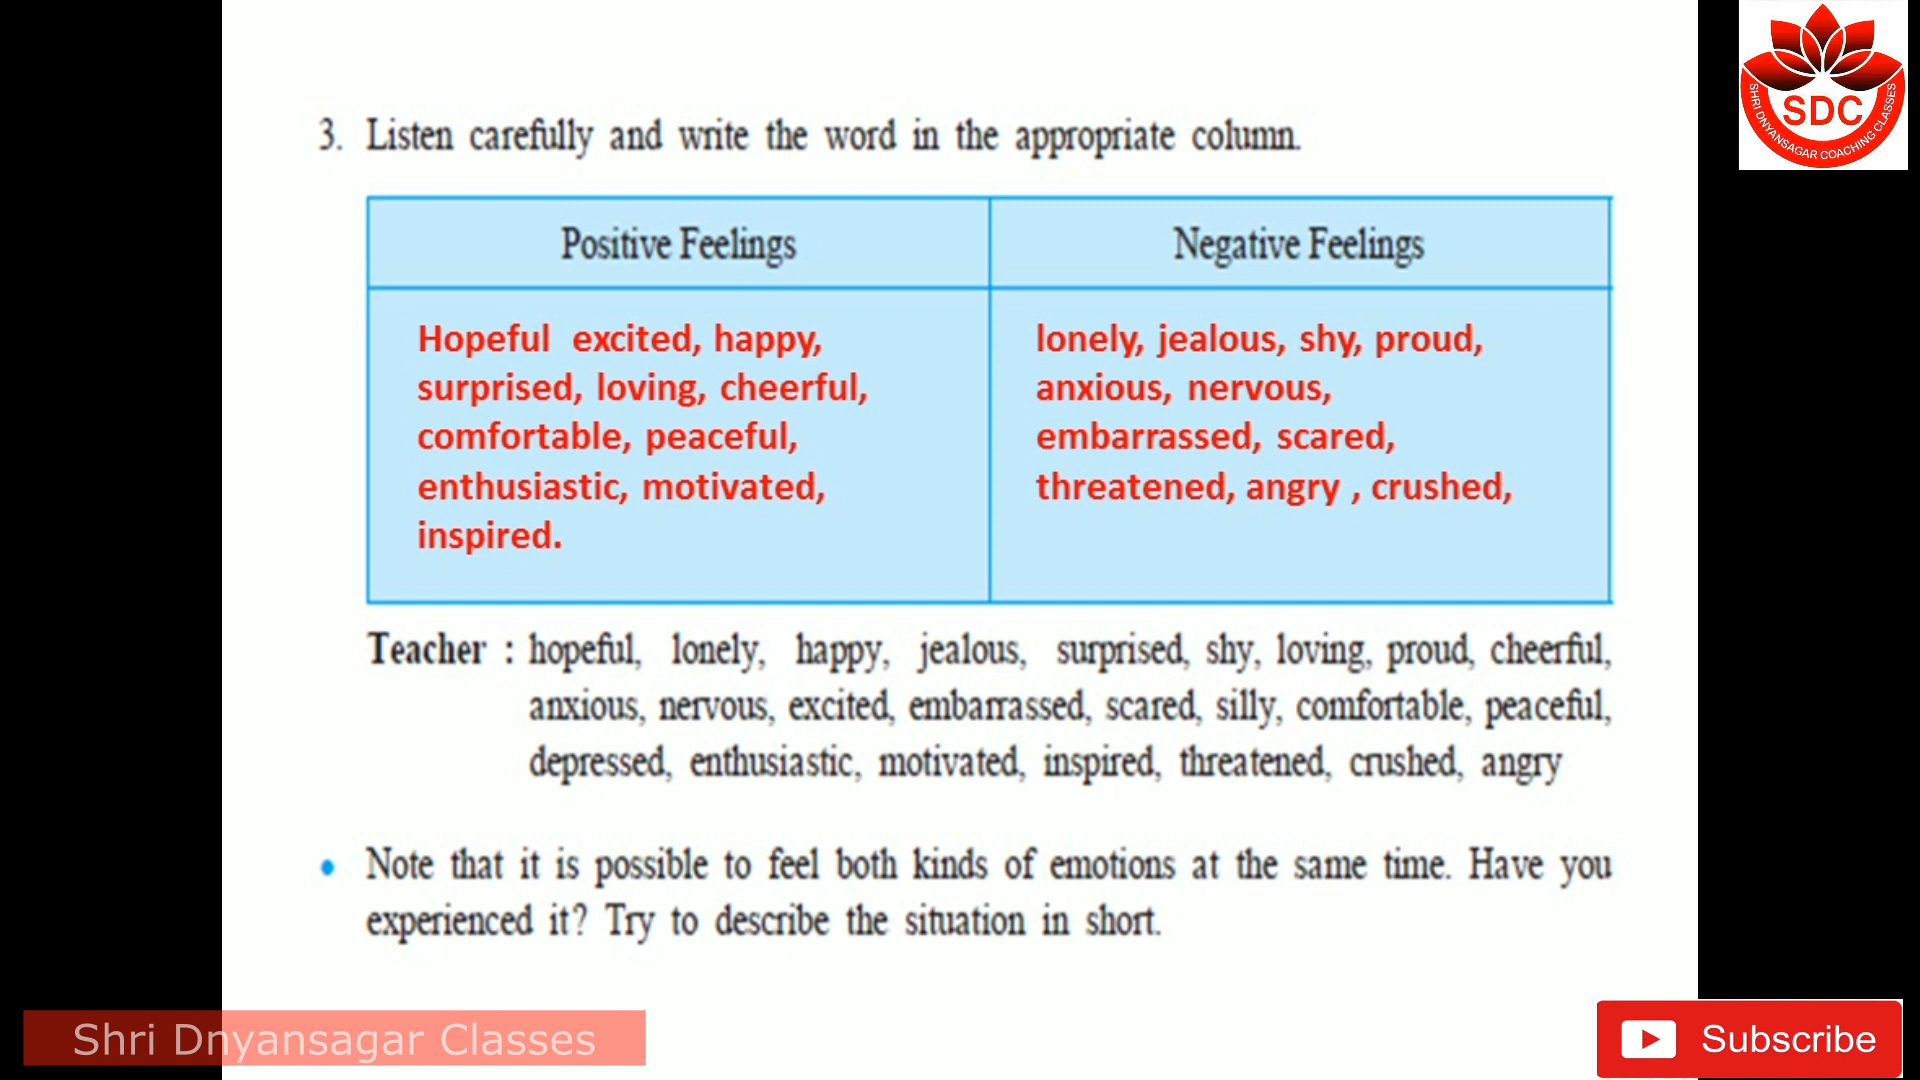 SDC
SHRI DNYANSAGAR COACHING CLASSES
3. Listen carefully and write the word in the appropriate column.
Positive Feelings
Negative Feelings
Hopeful excited, happy,
surprised, loving, cheerful,
comfortable, peaceful,
enthusiastic, motivated,
inspired.
lonely, jealous, shy, proud,
anxious, nervous,
embarrassed, scared,
threatened, angry , crushed,
Teacher : hopeful, lonely, happy, jealous, surprised, shy, loving, proud, cheerful,
anxious, nervous, excited, embarrassed, scared, silly, comfortable, peaceful,
depressed, enthusiastic, motivated, inspired, threatened, crushed, angry
• Note that it is possible to feel both kinds of emotions at the same time. Have you
experienced it? Try to describe the situation in short.
Shri Dnyansagar Classes
Subscribe